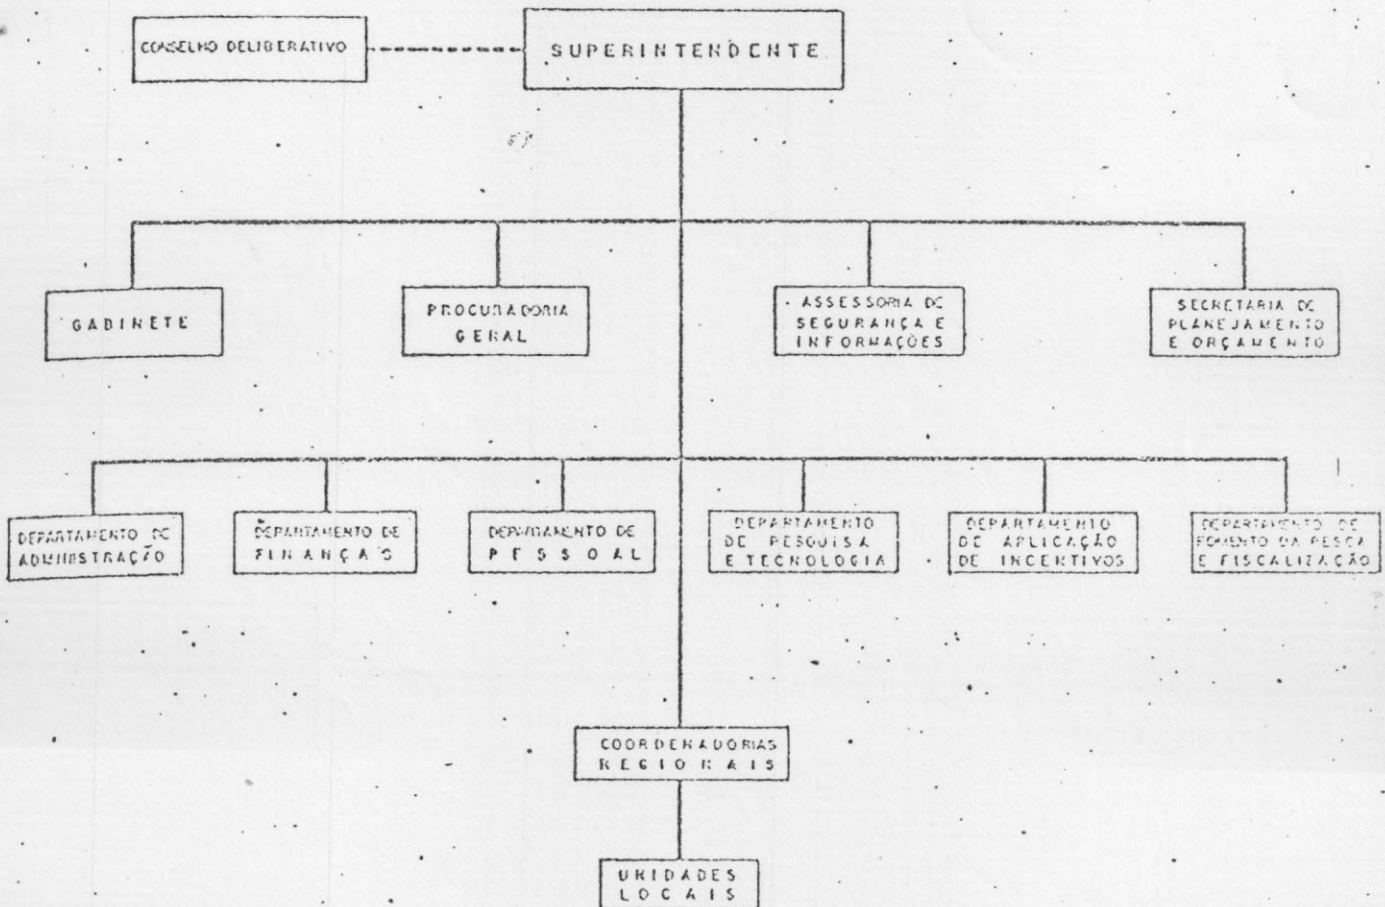 CONSELHO DELIBERATIVO
SUPERINTENDENTE
GABINETE
PROCURADORIA
GERAL
ASSESSORIA DE
SEGURANÇA E
INFORMAÇÕES
SECRETARIA DE
PLANEJAMENTO
E ORÇAMENTO
DEPARTAMENTO DE
ADMINISTRAÇÃO
DEPARTAMENTO DE
FINANÇAS
DEPARTAMENTO DE
PESSOAL
DEPARTAMENTO
DE PESQUISA
E TECNOLOGIA
DEPARTAMENTO
DE APLICAÇÃO
DE INCENTIVOS
DEPARTAMENTO DE
FOMENTO DA PESCA
E FISCALIZAÇÃO
COORDENADORIAS
REGIONAIS
UNIDADES
LOCAIS